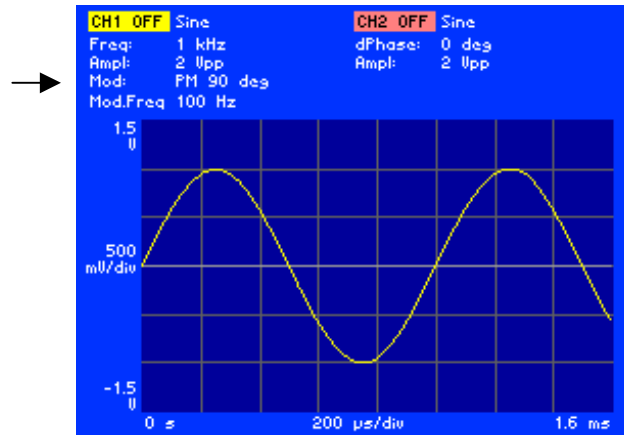 CH1 OFF Sine
Freq: 1 kHz
Ampl: 2 Vpp
Mod: PM 90 deg
Mod.Freq 100 Hz
CH2 OFF Sine
dPhase: 0 deg
Ampl: 2 Vpp
1.5
V
500
mV/div
-1.5
V
0 s 200 µs/div 1.6 ms